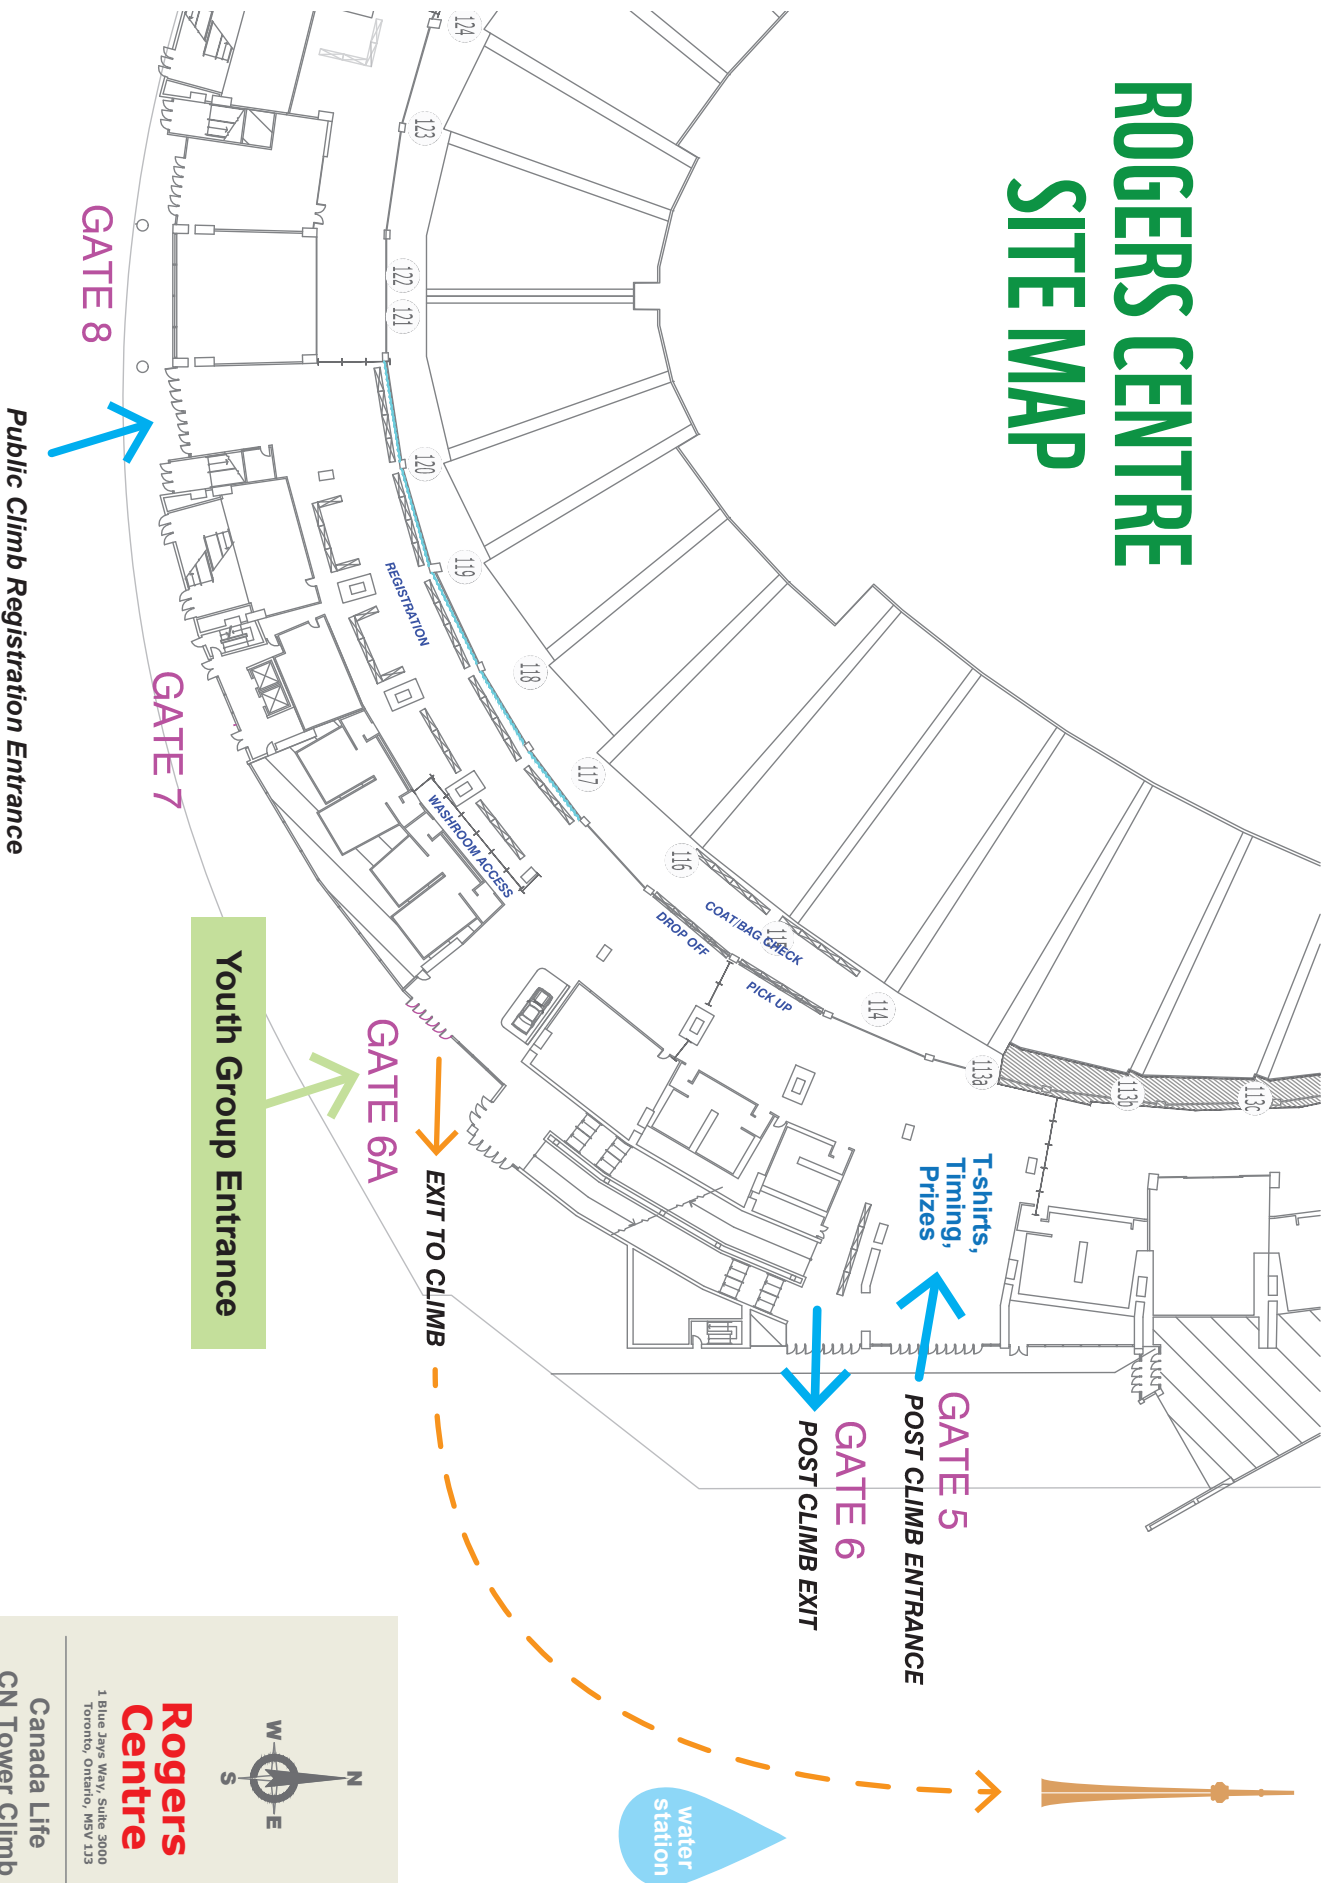 ROGERS CENTRE
SITE MAP
124
123
122
121
120
119
118
117
116
114
113a
113b
113c
GATE 8
Public Climb Registration Entrance
GATE 7
REGISTRATION
WASHROOM ACCESS
COAT/BAG CHECK
DROP OFF
PICK UP
Youth Group Entrance
GATE 6A
EXIT TO CLIMB
T-shirts,
Timing,
Prizes
GATE 5
POST CLIMB ENTRANCE
GATE 6
POST CLIMB EXIT
water
station
N
W
E
S
Rogers
Centre
1 Blue Jays Way, Suite 3000
Toronto, Ontario, M5V 1J3
Canada Life
CN Tower Climb